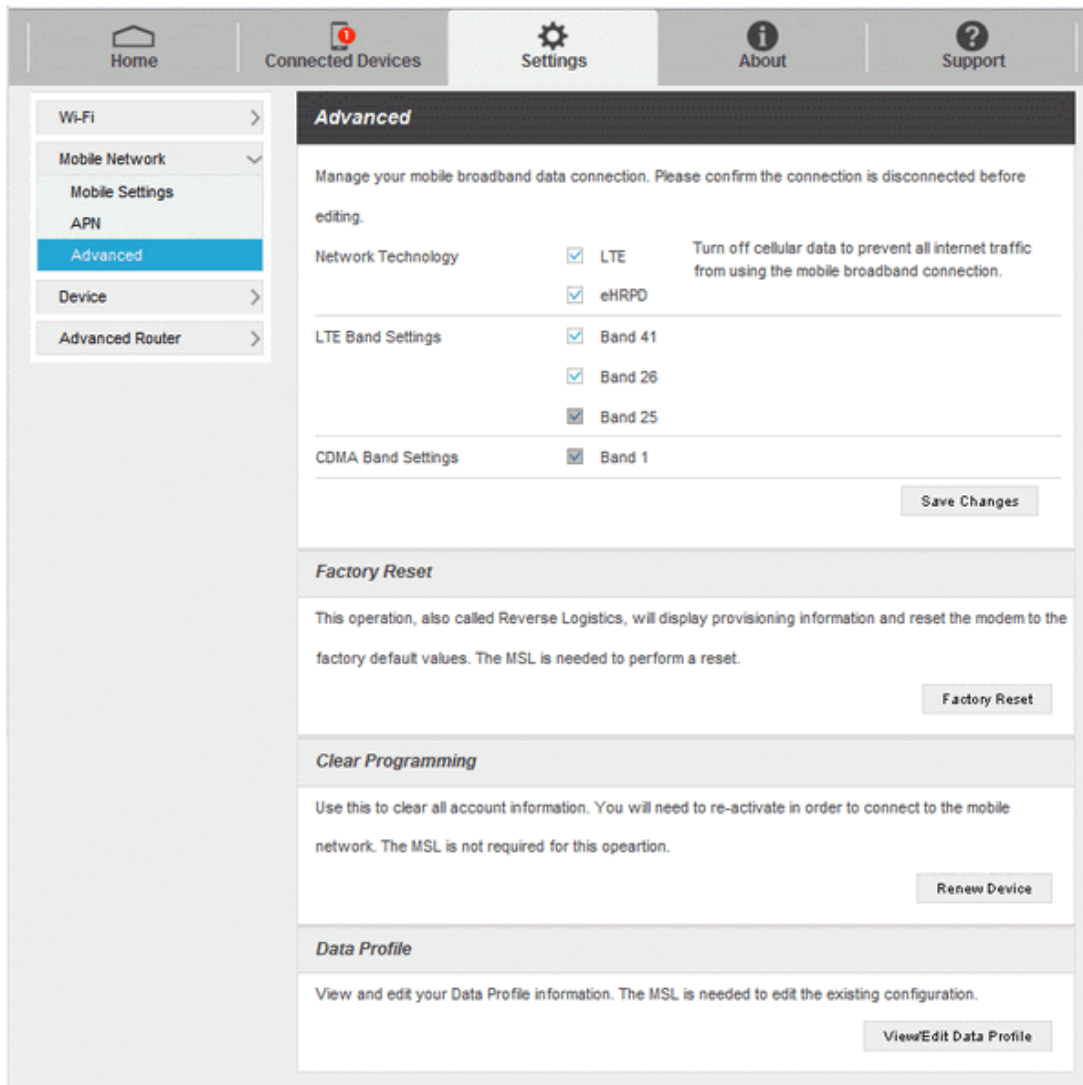 1
Home
Connected Devices
Settings
About
Support
Wi-Fi
Mobile Network
Mobile Settings
APN
Advanced
Device
Advanced Router
Advanced
Manage your mobile broadband data connection. Please confirm the connection is disconnected before
editing.
Network Technology
LTE
Turn off cellular data to prevent all internet traffic
from using the mobile broadband connection.
eHRPD
LTE Band Settings
Band 41
Band 26
Band 25
CDMA Band Settings
Band 1
Save Changes
Factory Reset
This operation, also called Reverse Logistics, will display provisioning information and reset the modem to the
factory default values. The MSL is needed to perform a reset.
Factory Reset
Clear Programming
Use this to clear all account information. You will need to re-activate in order to connect to the mobile
network. The MSL is not required for this opeartion.
Renew Device
Data Profile
View and edit your Data Profile information. The MSL is needed to edit the existing configuration.
View/Edit Data Profile